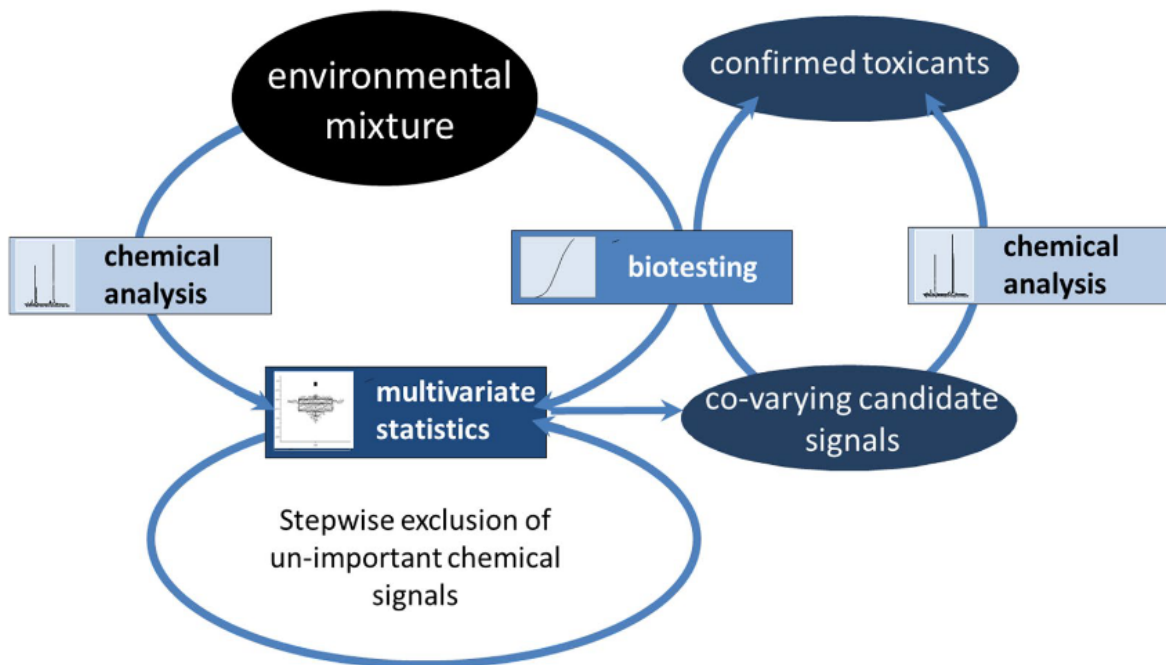 environmental
mixture
confirmed toxicants
chemical
analysis
biotesting
chemical
analysis
multivariate
statistics
co-varying candidate
signals
Stepwise exclusion of
un-important chemical
signals